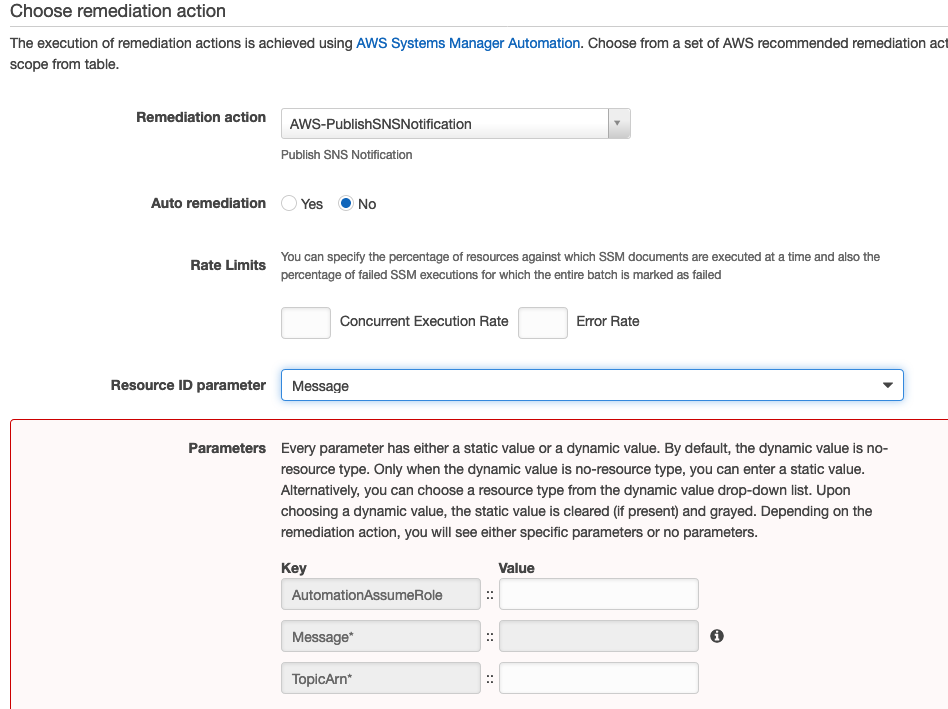 Choose remediation action
The execution of remediation actions is achieved using AWS Systems Manager Automation. Choose from a set of AWS recommended remediation
scope from table.
Remediation action
AWS-PublishSNSNotification
Publish SNS Notification
Auto remediation
Yes
No
Rate Limits
You can specify the percentage of resources against which SSM documents are executed at a time and also the
percentage of failed SSM executions for which the entire batch is marked as failed
Concurrent Execution Rate
Error Rate
Resource ID parameter
Message
Parameters
Every parameter has either a static value or a dynamic value. By default, the dynamic value is no-
resource type. Only when the dynamic value is no-resource type, you can enter a static value.
Alternatively, you can choose a resource type from the dynamic value drop-down list. Upon
choosing a dynamic value, the static value is cleared (if present) and grayed. Depending on the
remediation action, you will see either specific parameters or no parameters.
Key Value
AutomationAssumeRole ::
Message* ::
TopicArn* ::